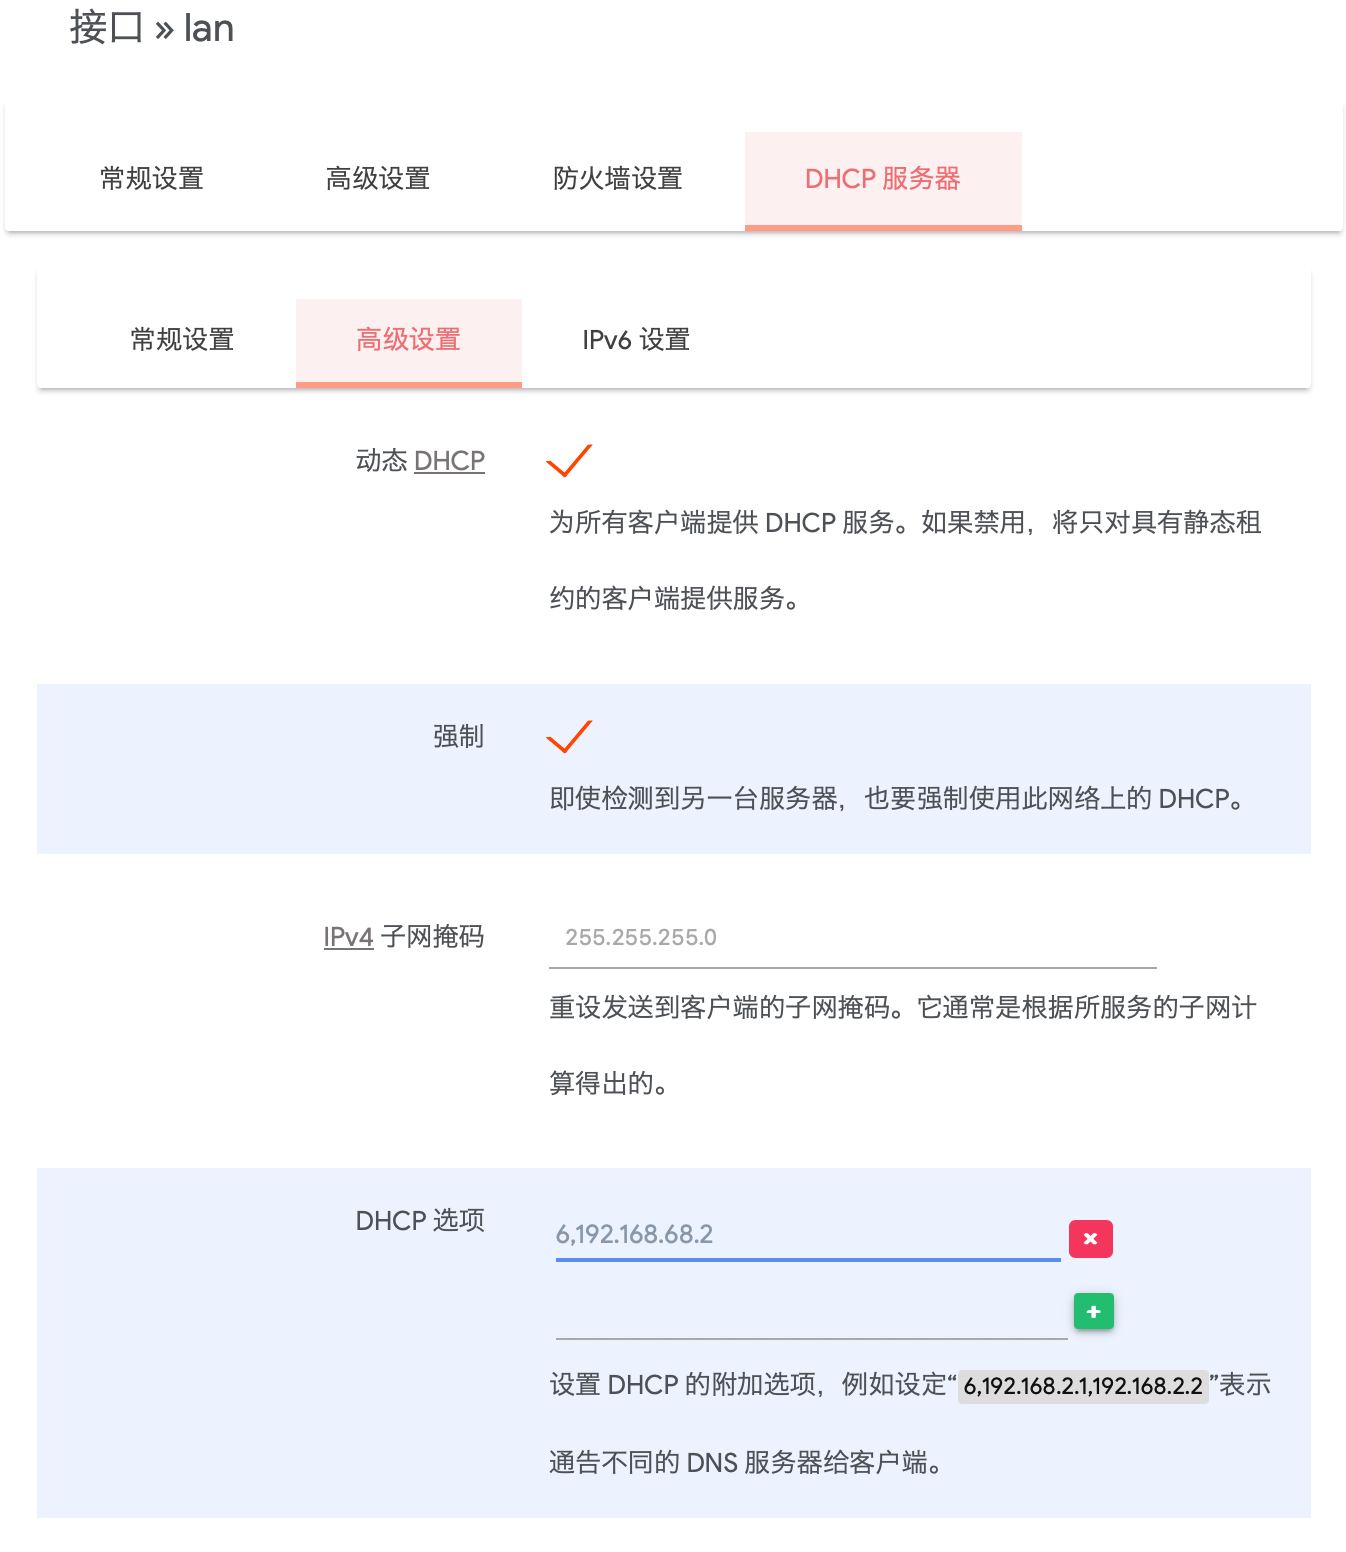 接口 » lan
常规设置 高级设置 防火墙设置 DHCP 服务器
常规设置 高级设置 IPv6 设置
动态 DHCP
为所有客户端提供 DHCP 服务。如果禁用，将只对具有静态租
约的客户端提供服务。
强制
即使检测到另一台服务器，也要强制使用此网络上的 DHCP。
IPv4 子网掩码 255.255.255.0
重设发送到客户端的子网掩码。它通常是根据所服务的子网计
算得出的。
DHCP 选项 6,192.168.68.2
设置 DHCP 的附加选项，例如设定“6,192.168.2.1,192.168.2.2”表示
通告不同的 DNS 服务器给客户端。